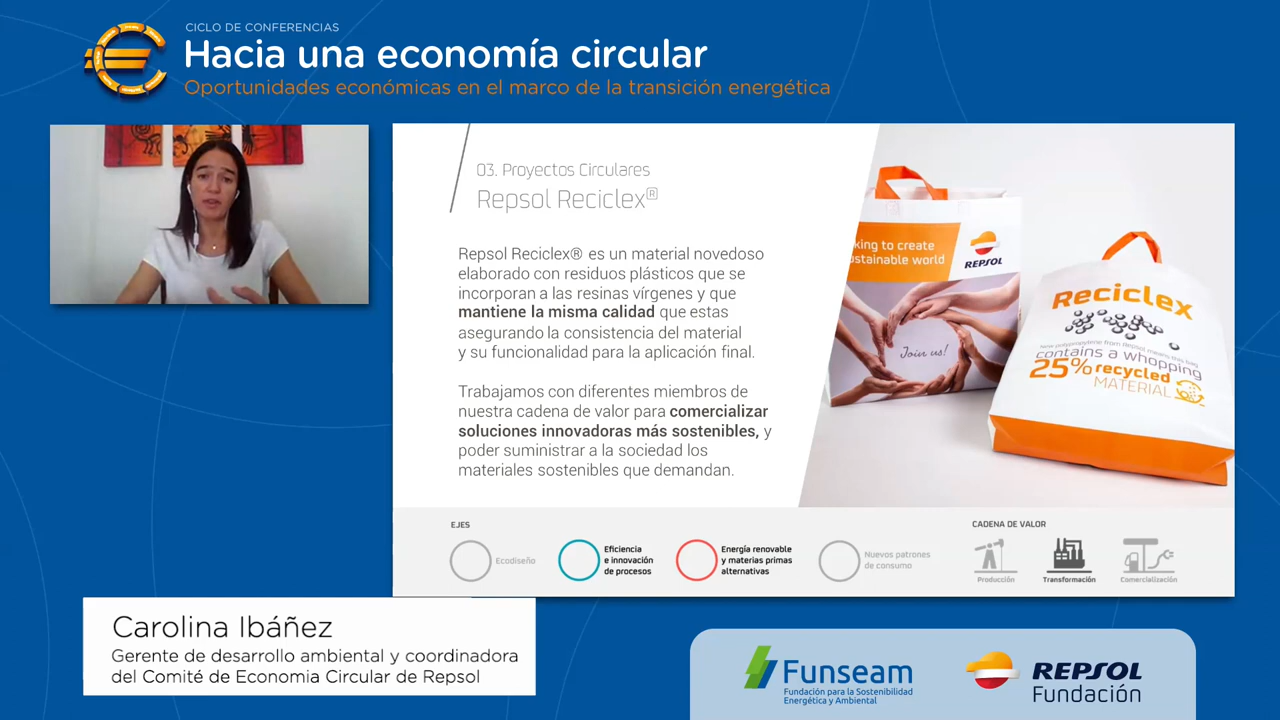 CICLO DE CONFERENCIAS
Hacia una economía circular
Oportunidades económicas en el marco de la transición energética
03. Proyectos Circulares
Repsol Reciclex®
Repsol Reciclex® es un material novedoso
elaborado con residuos plásticos que se
incorporan a las resinas vírgenes y que
mantiene la misma calidad que estas
asegurando la consistencia del material
y su funcionalidad para la aplicación final.
Trabajamos con diferentes miembros de
nuestra cadena de valor para comercializar
soluciones innovadoras más sostenibles, y
poder suministrar a la sociedad los
materiales sostenibles que demandan.
king to create
stainable world
REPSOL
Join us!
Reciclex
New polypropylene from Repsol means this bag
contains a whopping
25% recycled
MATERIAL
EJES
Ecodiseño
Eficiencia
e innovación
de procesos
Energía renovable
y materias primas
alternativas
Nuevos patrones
de consumo
CADENA DE VALOR
Producción
Transformación
Comercialización
Carolina Ibáñez
Gerente de desarrollo ambiental y coordinadora
del Comité de Economia Circular de Repsol
Funseam
Fundación para la Sostenibilidad
Energética y Ambiental
REPSOL
Fundación